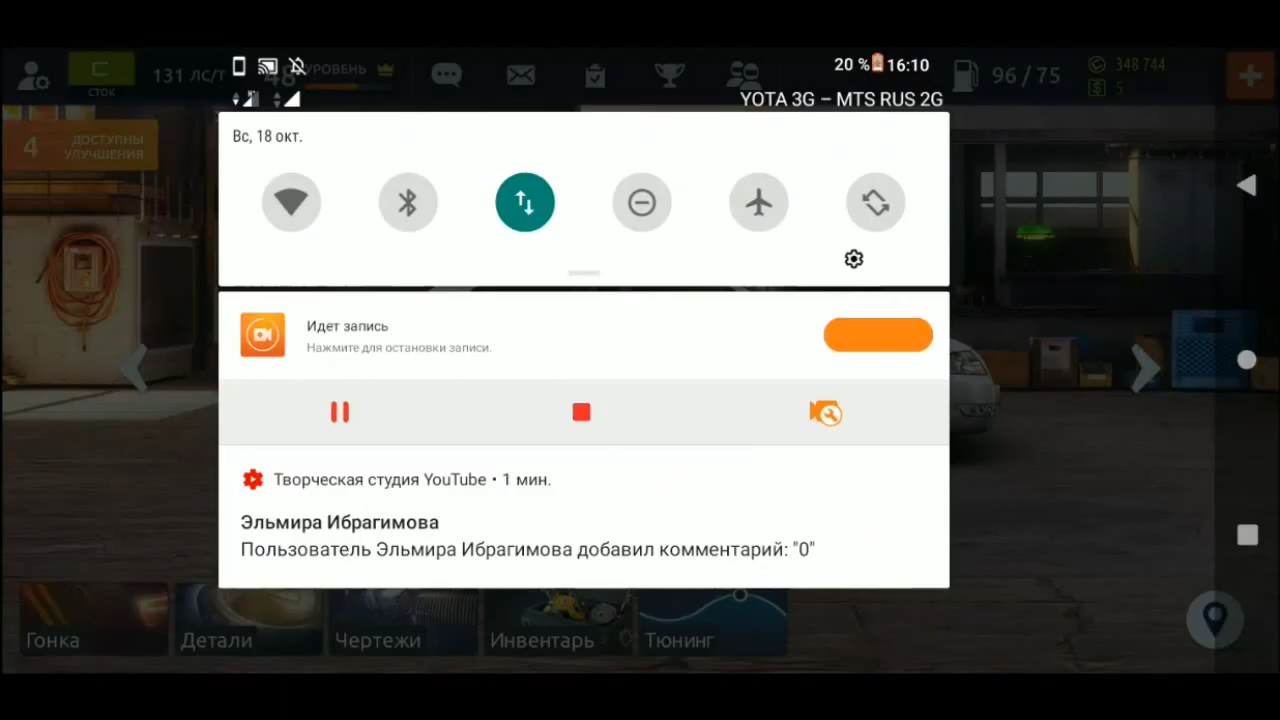 С
СТОК
131 лс/т
48
УРОВЕНЬ
20 % 16:10
YOTA 3G – MTS RUS 2G
96 / 75
348 744
5
4
ДОСТУПНЫ
УЛУЧШЕНИЯ
Вс, 18 окт.
Идет запись
Нажмите для остановки записи.
Творческая студия YouTube • 1 мин.
Эльмира Ибрагимова
Пользователь Эльмира Ибрагимова добавил комментарий: "0"
Гонка
Детали
Чертежи
Инвентарь
Тюнинг